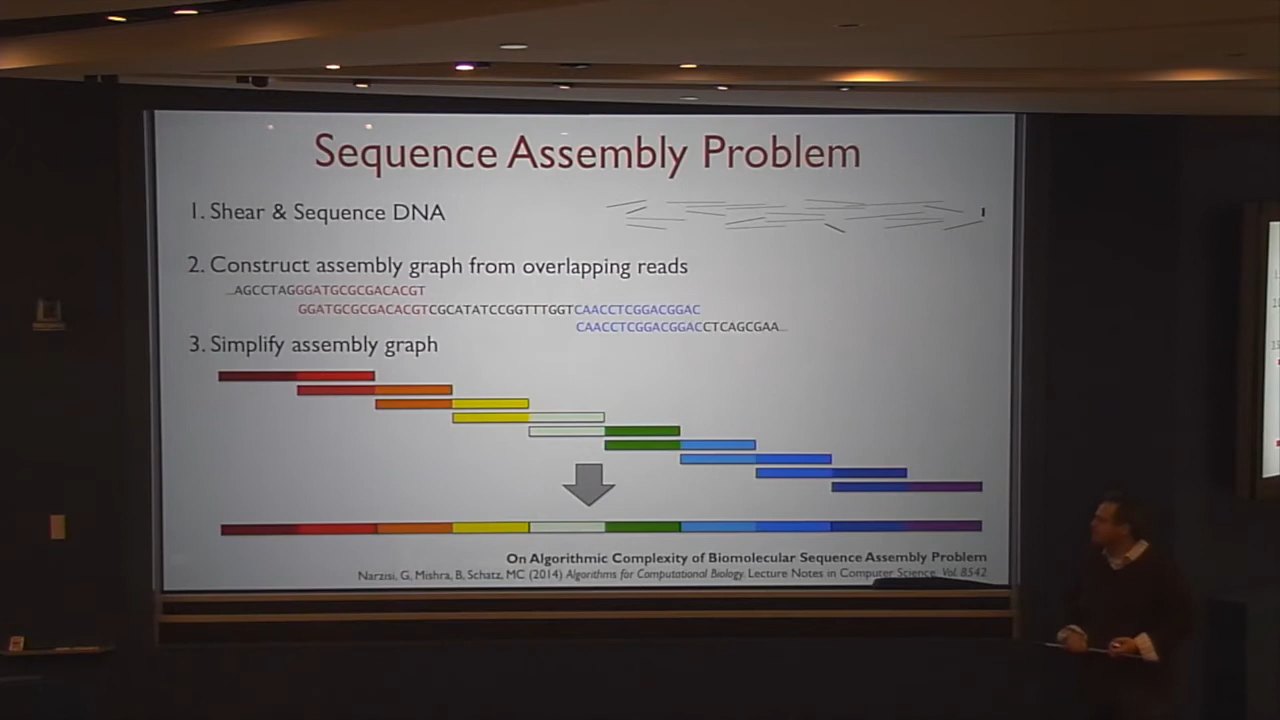 Sequence Assembly Problem
1. Shear & Sequence DNA
2. Construct assembly graph from overlapping reads
...AGCCTAGGGATGCGCGACACGT
GGATGCGCGACACGTCGCATATCCGGTTTGGTCAACCTCGGACGGAC
CAACCTCGGACGGACCTCAGCGAA...
3. Simplify assembly graph
On Algorithmic Complexity of Biomolecular Sequence Assembly Problem
Narzisi, G, Mishra, B, Schatz, MC (2014) Algorithms for Computational Biology. Lecture Notes in Computer Science. Vol. 8542